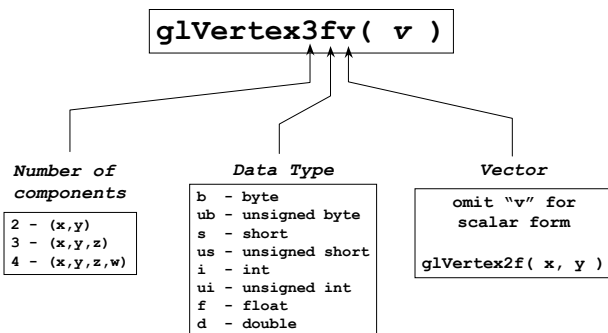 glVertex3fv( v )
Number of
components
2 - (x,y)
3 - (x,y,z)
4 - (x,y,z,w)
Data Type
b - byte
ub - unsigned byte
s - short
us - unsigned short
i - int
ui - unsigned int
f - float
d - double
Vector
omit “v” for
scalar form
glVertex2f( x, y )